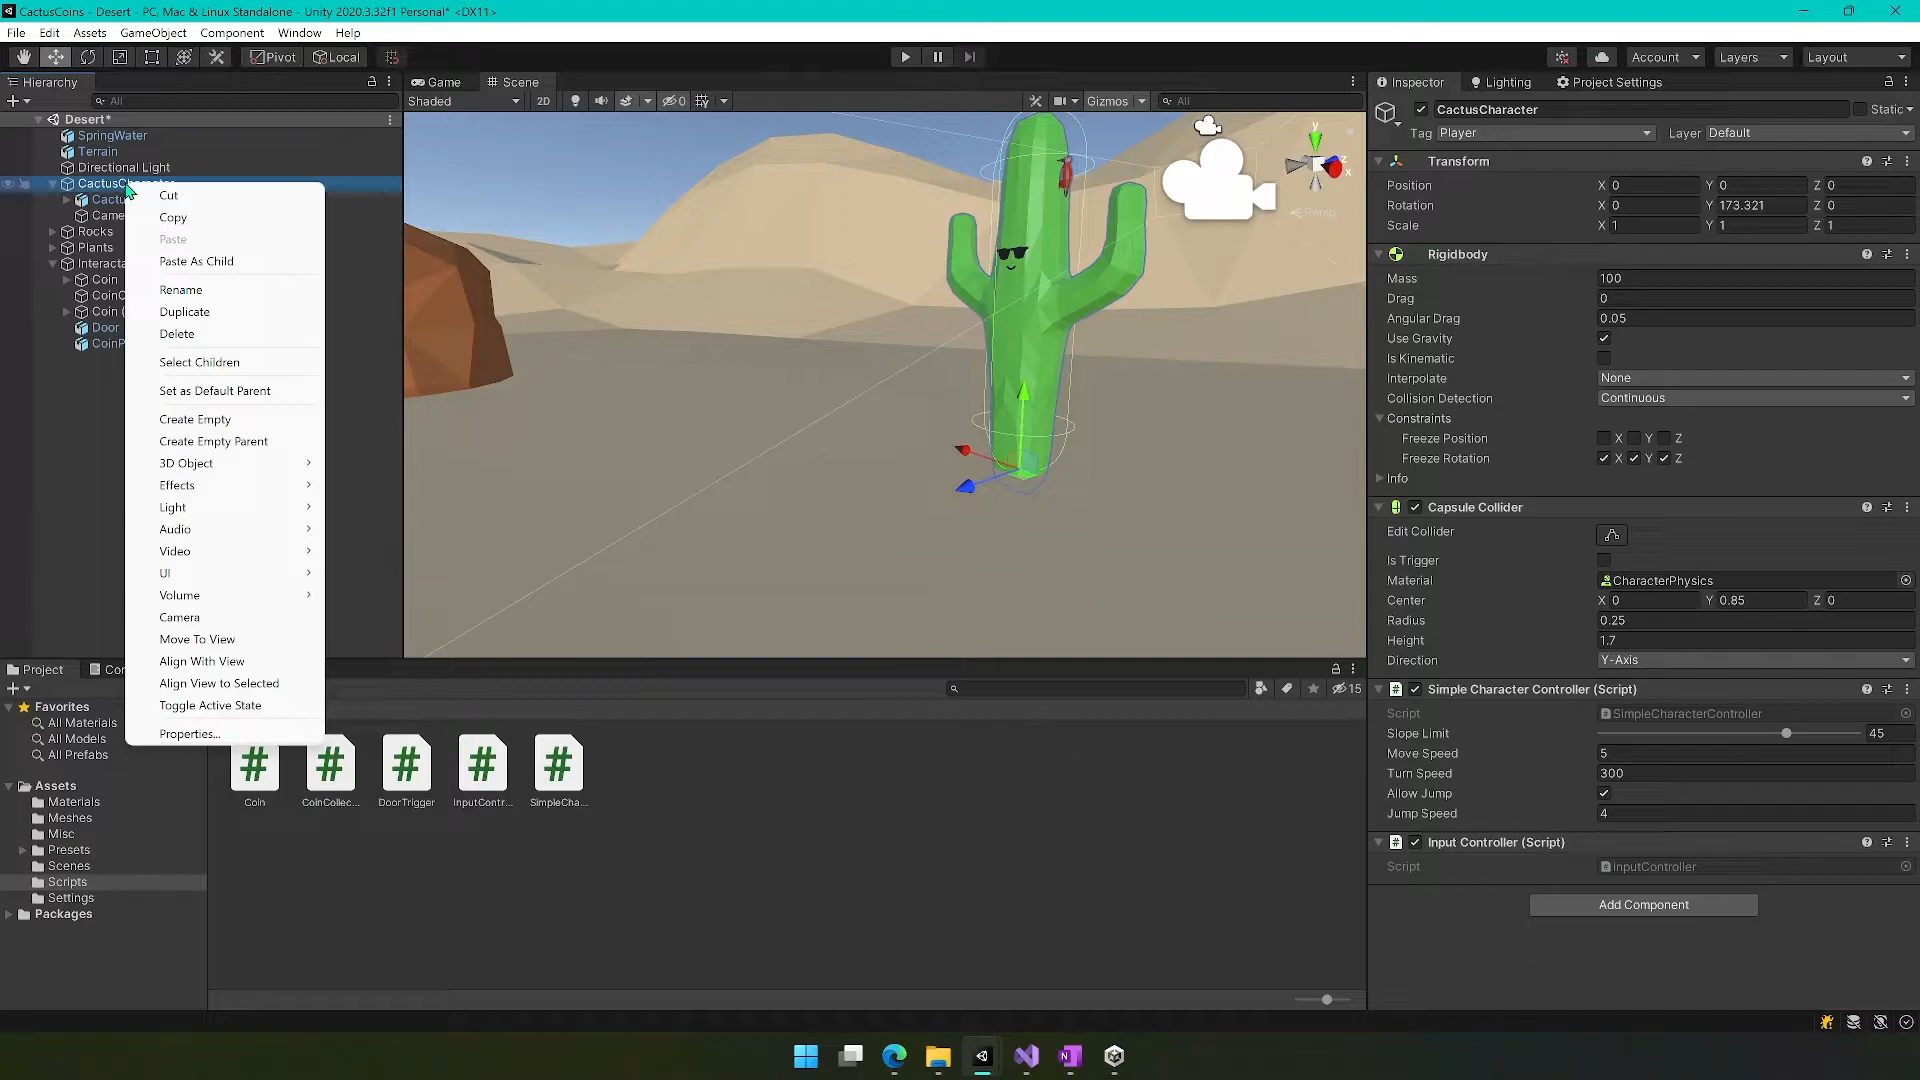 CactusCoins - Desert - PC, Mac & Linux Standalone - Unity 2020.3.32f1 Personal* <DX11>
File Edit Assets GameObject Component Window Help
Pivot Local Account Layers Layout
Hierarchy
All
Desert*
SpringWater
Terrain
Directional Light
Rocks
Plants
Coin
Door
Cut
Copy
Paste
Paste As Child
Rename
Duplicate
Delete
Select Children
Set as Default Parent
Create Empty
Create Empty Parent
3D Object
Effects
Light
Audio
Video
UI
Volume
Camera
Move To View
Align With View
Align View to Selected
Toggle Active State
Properties...
Game Scene
Shaded 2D 0 Gizmos All
y
z
x
Persp
Inspector Lighting Project Settings
CactusCharacter Static
Tag Player Layer Default
Transform
Position X 0 Y 0 Z 0
Rotation X 0 Y 173.321 Z 0
Scale X 1 Y 1 Z 1
Rigidbody
Mass 100
Drag 0
Angular Drag 0.05
Use Gravity
Is Kinematic
Interpolate None
Collision Detection Continuous
Constraints
Freeze Position X Y Z
Freeze Rotation X Y Z
Info
Capsule Collider
Edit Collider
Is Trigger
Material CharacterPhysics
Center X 0 Y 0.85 Z 0
Radius 0.25
Height 1.7
Direction Y-Axis
Simple Character Controller (Script)
Script SimpleCharacterController
Slope Limit 45
Move Speed 5
Turn Speed 300
Allow Jump
Jump Speed 4
Input Controller (Script)
Script InputController
Add Component
Project
15
Favorites
All Materials
All Models
All Prefabs
Assets
Materials
Meshes
Misc
Presets
Scenes
Scripts
Settings
Packages
Coin CoinCollec... DoorTrigger InputContr... SimpleCha...